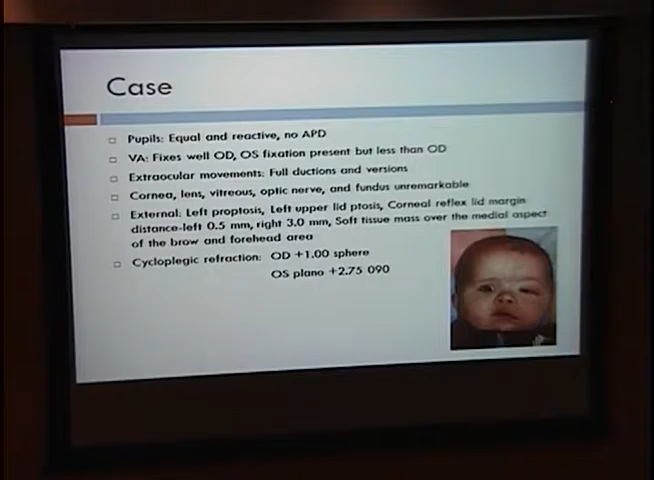 Case
Pupils: Equal and reactive, no APD
VA: Fixes well OD, OS fixation present but less than OD
Extraocular movements: Full ductions and versions
Cornea, lens, vitreous, optic nerve, and fundus unremarkable
External: Left proptosis, Left upper lid ptosis, Corneal reflex lid margin
distance-left 0.5 mm, right 3.0 mm, Soft tissue mass over the medial aspect
of the brow and forehead area
Cycloplegic refraction: OD +1.00 sphere
OS plano +2.75 090